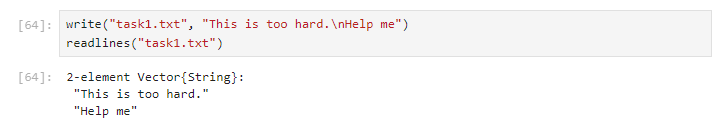 [64]: write("task1.txt", "This is too hard.\nHelp me")
readlines("task1.txt")
[64]: 2-element Vector{String}:
"This is too hard."
"Help me"